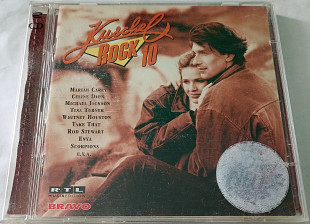 Kuschel
ROCK 10
MARIAH CAREY
CELINE DION
MICHAEL JACKSON
TINA TURNER
WHITNEY HOUSTON
TAKE THAT
ROD STEWART
ENYA
SCORPIONS
U.V.A.
RTL
BRAVO